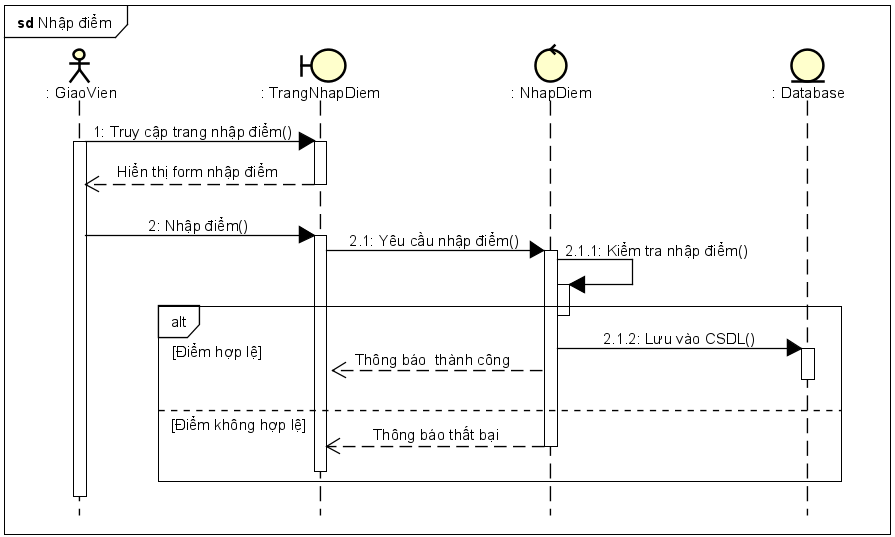 sd Nhập điểm
: GiaoVien
: TrangNhapDiem
: NhapDiem
: Database
1: Truy cập trang nhập điểm()
Hiển thị form nhập điểm
2: Nhập điểm()
2.1: Yêu cầu nhập điểm()
2.1.1: Kiểm tra nhập điểm()
alt
[Điểm hợp lệ]
2.1.2: Lưu vào CSDL()
Thông báo  thành công
[Điểm không hợp lệ]
Thông báo thất bại